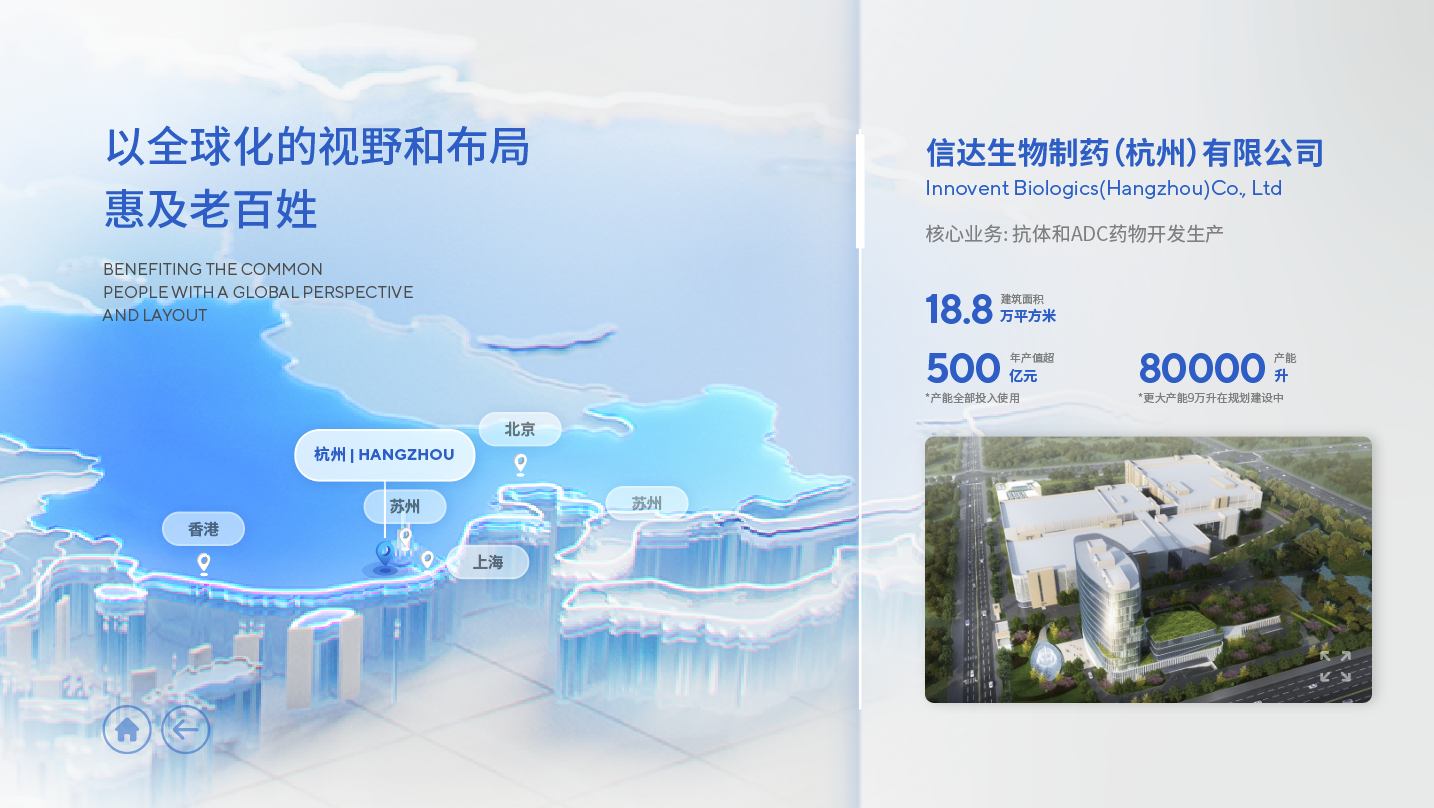 以全球化的视野和布局
惠及老百姓
BENEFITING THE COMMON
PEOPLE WITH A GLOBAL PERSPECTIVE
AND LAYOUT
北京
杭州 | HANGZHOU
苏州
苏州
香港
上海
信达生物制药(杭州)有限公司
Innovent Biologics(Hangzhou)Co., Ltd
核心业务: 抗体和ADC药物开发生产
18.8 建筑面积 万平方米
500 年产值超 亿元
*产能全部投入使用
80000 产能 升
*更大产能9万升在规划建设中